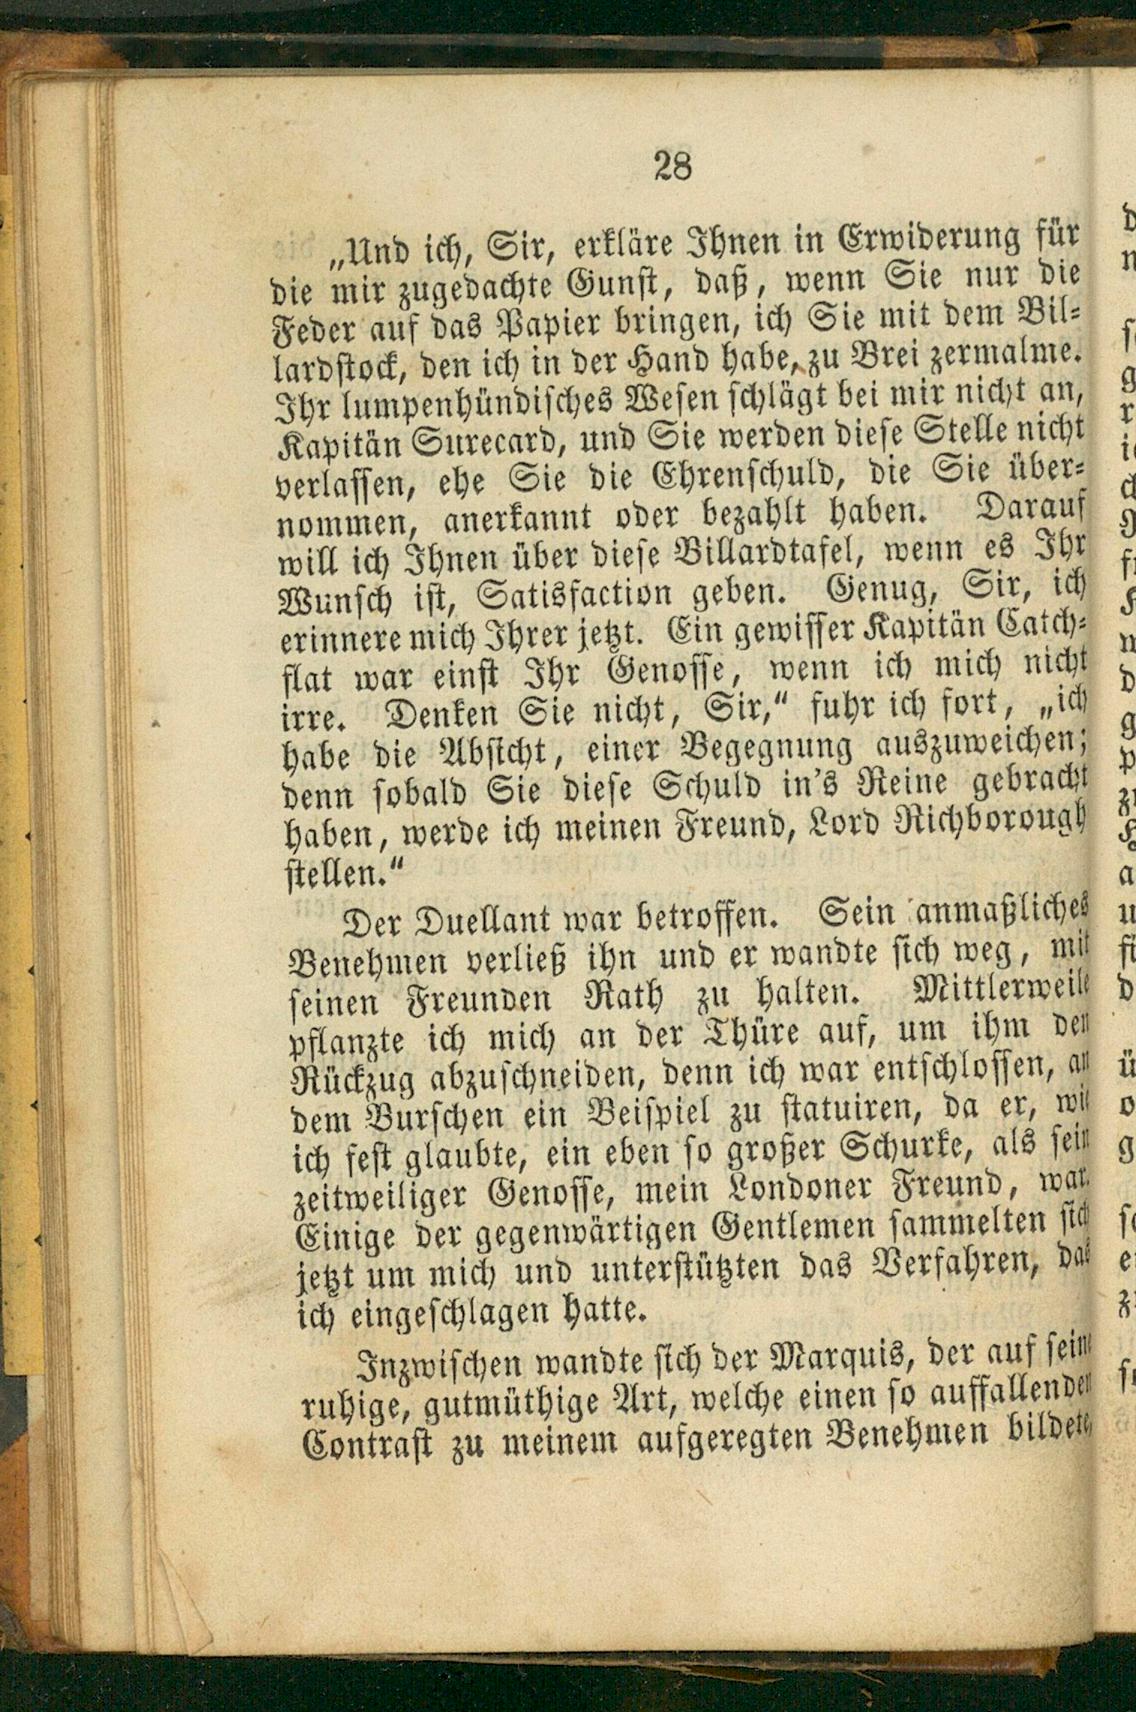 28
„Und ich, Sir, erkläre Ihnen in Erwiderung für
die mir zugedachte Gunst, daß, wenn Sie nur die
Feder auf das Papier bringen, ich Sie mit dem Bil-
lardstock, den ich in der Hand habe, zu Brei zermalme.
Ihr lumpenhündisches Wesen schlägt bei mir nicht an,
Kapitän Surecard, und Sie werden diese Stelle nicht
verlassen, ehe Sie die Ehrenschuld, die Sie über-
nommen, anerkannt oder bezahlt haben. Darauf
will ich Ihnen über diese Billardtafel, wenn es Ihr
Wunsch ist, Satisfaction geben. Genug, Sir, ich
erinnere mich Ihrer jetzt. Ein gewisser Kapitän Catch-
flat war einst Ihr Genosse, wenn ich mich nicht
irre. Denken Sie nicht, Sir,“ fuhr ich fort, „ich
habe die Absicht, einer Begegnung auszuweichen;
denn sobald Sie diese Schuld in's Reine gebracht
haben, werde ich meinen Freund, Lord Richborough
stellen.“
Der Duellant war betroffen. Sein anmaßliches
Benehmen verließ ihn und er wandte sich weg, mit
seinen Freunden Rath zu halten. Mittlerweile
pflanzte ich mich an der Thüre auf, um ihm den
Rückzug abzuschneiden, denn ich war entschlossen, an
dem Burschen ein Beispiel zu statuiren, da er, wie
ich fest glaubte, ein eben so großer Schurke, als sein
zeitweiliger Genosse, mein Londoner Freund, war.
Einige der gegenwärtigen Gentlemen sammelten sich
jetzt um mich und unterstützten das Verfahren, das
ich eingeschlagen hatte.
Inzwischen wandte sich der Marquis, der auf seine
ruhige, gutmüthige Art, welche einen so auffallenden
Contrast zu meinem aufgeregten Benehmen bildete,